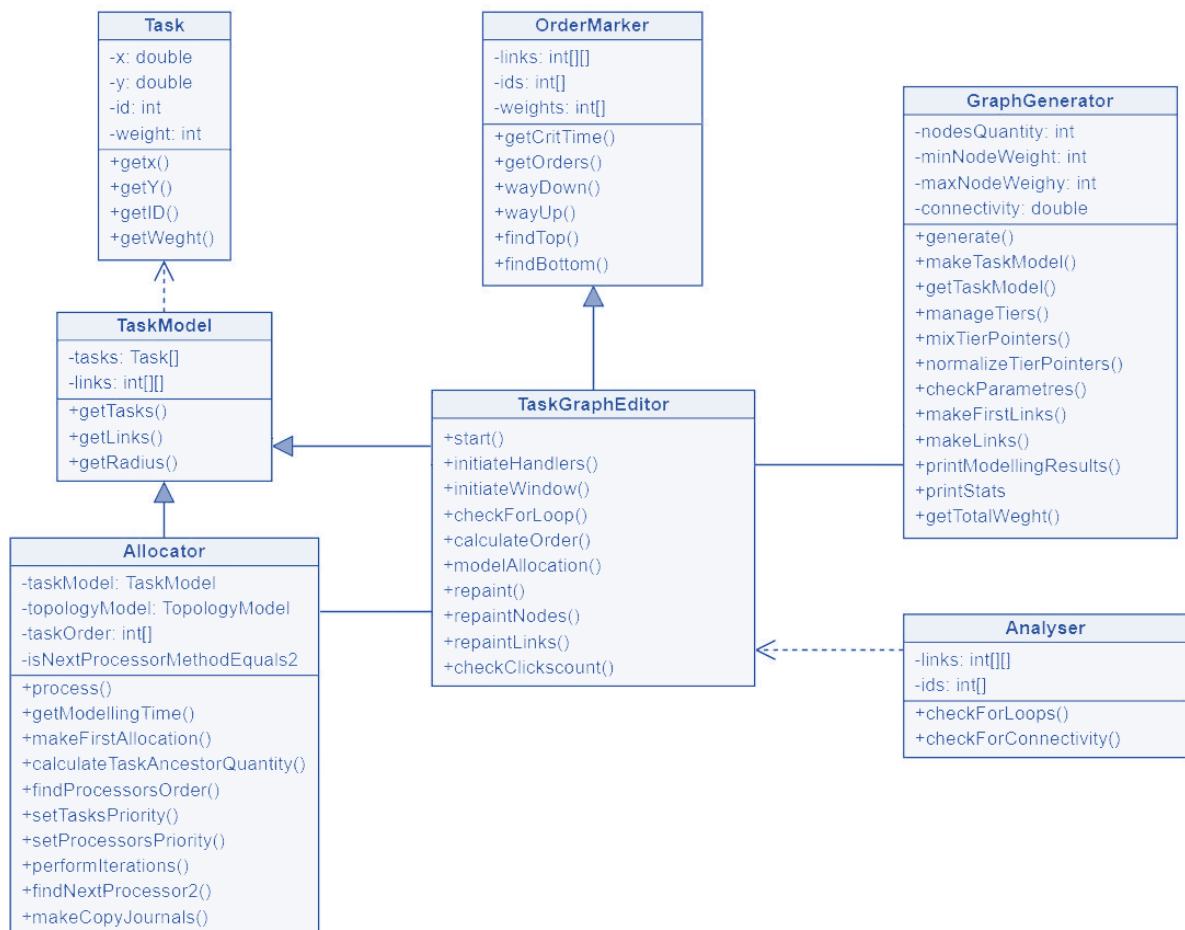 Task
-x: double
-y: double
-id: int
-weight: int
+getx()
+getY()
+getID()
+getWeght()
OrderMarker
-links: int[][]
-ids: int[]
-weights: int[]
+getCritTime()
+getOrders()
+wayDown()
+wayUp()
+findTop()
+findBottom()
GraphGenerator
-nodesQuantity: int
-minNodeWeight: int
-maxNodeWeighy: int
-connectivity: double
+generate()
+makeTaskModel()
+getTaskModel()
+manageTiers()
+mixTierPointers()
+normalizeTierPointers()
+checkParametres()
+makeFirstLinks()
+makeLinks()
+printModellingResults()
+printStats
+getTotalWeght()
TaskModel
-tasks: Task[]
-links: int[][]
+getTasks()
+getLinks()
+getRadius()
TaskGraphEditor
+start()
+initiateHandlers()
+initiateWindow()
+checkForLoop()
+calculateOrder()
+modelAllocation()
+repaint()
+repaintNodes()
+repaintLinks()
+checkClickscount()
Allocator
-taskModel: TaskModel
-topologyModel: TopologyModel
-taskOrder: int[]
-isNextProcessorMethodEquals2
+process()
+getModellingTime()
+makeFirstAllocation()
+calculateTaskAncestorQuantity()
+findProcessorsOrder()
+setTasksPriority()
+setProcessorsPriority()
+performIterations()
+findNextProcessor2()
+makeCopyJournals()
Analyser
-links: int[][]
-ids: int[]
+checkForLoops()
+checkForConnectivity()